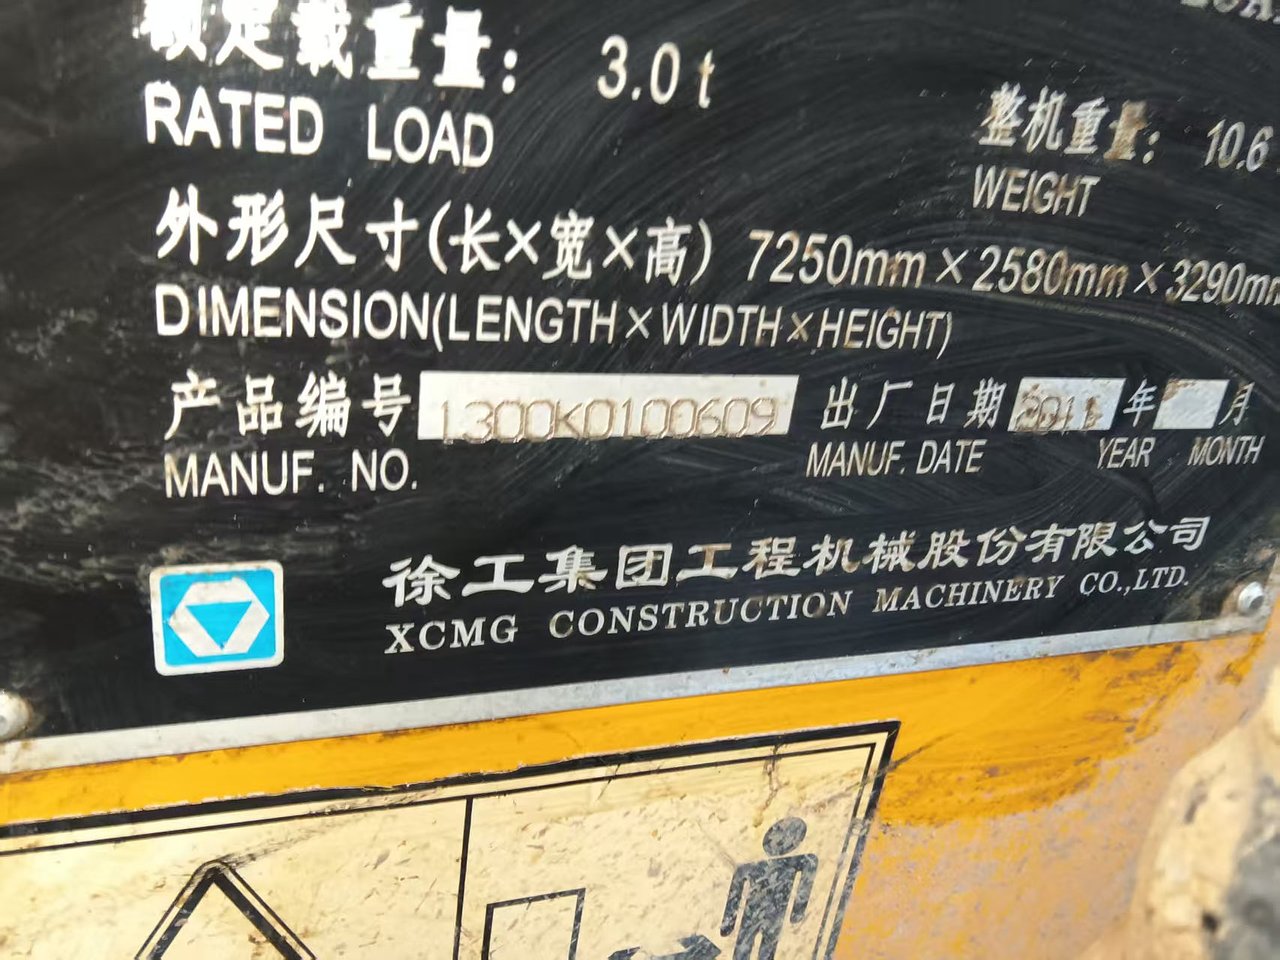 额定载重量: 3.0 t
RATED LOAD
整机重量: 10.6
WEIGHT
外形尺寸(长×宽×高) 7250mm×2580mm×3290mm
DIMENSION(LENGTH×WIDTH×HEIGHT)
产品编号 1300K0100609 出厂日期 年 月
MANUF. NO. MANUF. DATE YEAR MONTH
徐工集团工程机械股份有限公司
XCMG CONSTRUCTION MACHINERY CO.,LTD.